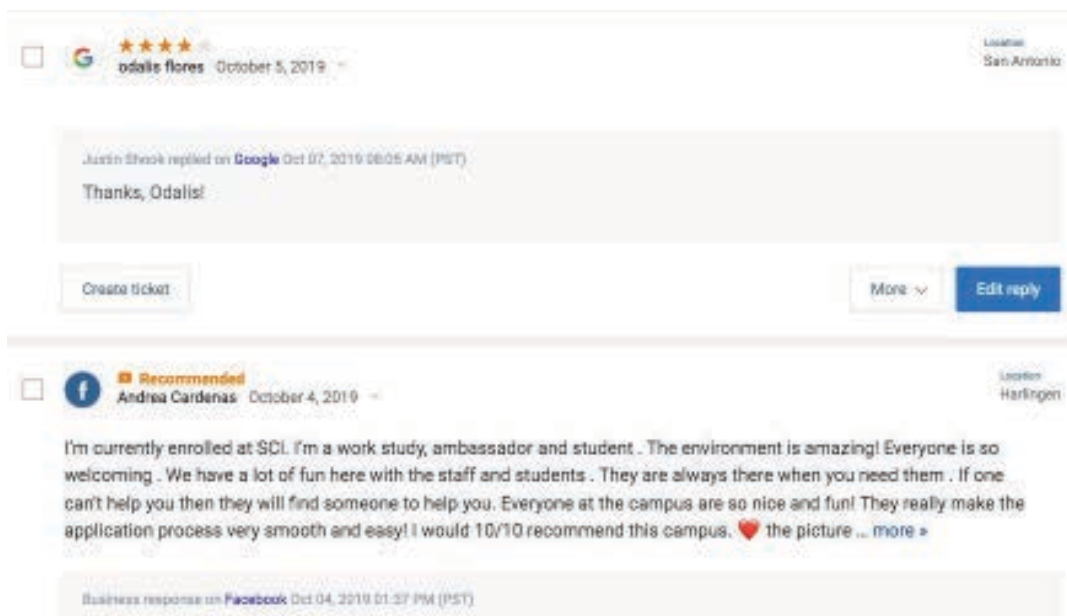 Location
odalis flores October 5, 2019
San Antonio
Justin Shook replied on Google Oct 07, 2019 08:05 AM (PST)
Thanks, Odalis!
Create ticket
More
Edit reply
Recommended
Location
Andrea Cardenas October 4, 2019
Harlingen
I'm currently enrolled at SCI. I'm a work study, ambassador and student . The environment is amazing! Everyone is so
welcoming . We have a lot of fun here with the staff and students . They are always there when you need them . If one
can't help you then they will find someone to help you. Everyone at the campus are so nice and fun! They really make the
application process very smooth and easy! I would 10/10 recommend this campus. ❤️ the picture ... more »
Business response on Facebook Oct 04, 2019 01:37 PM (PST)